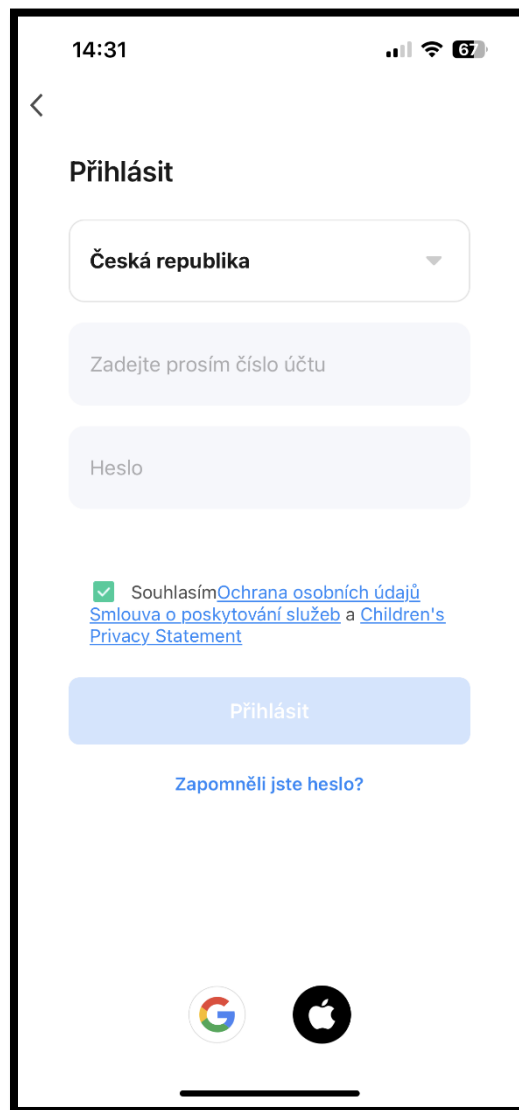 14:31
67
Přihlásit
Česká republika
Zadejte prosím číslo účtu
Heslo
SouhlasímOchrana osobních údajů
Smlouva o poskytování služeb a Children's
Privacy Statement
Přihlásit
Zapomněli jste heslo?